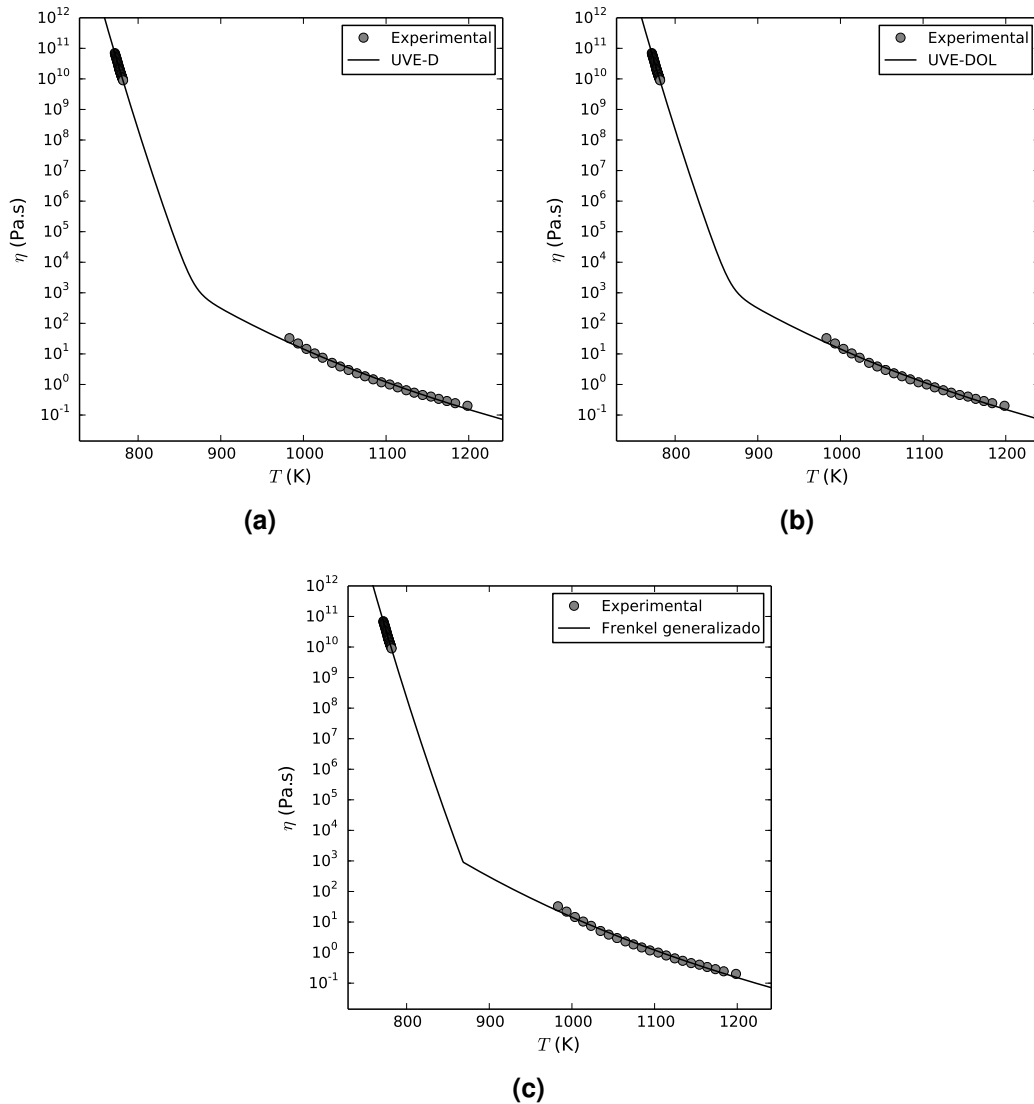 10^12
10^11
10^10
10^9
10^8
10^7
10^6
10^5
10^4
10^3
10^2
10^1
10^0
10^-1
η (Pa.s)
Experimental
UVE-D
800 900 1000 1100 1200
T (K)
(a)
10^12
10^11
10^10
10^9
10^8
10^7
10^6
10^5
10^4
10^3
10^2
10^1
10^0
10^-1
η (Pa.s)
Experimental
UVE-DOL
800 900 1000 1100 1200
T (K)
(b)
10^12
10^11
10^10
10^9
10^8
10^7
10^6
10^5
10^4
10^3
10^2
10^1
10^0
10^-1
η (Pa.s)
Experimental
Frenkel generalizado
800 900 1000 1100 1200
T (K)
(c)